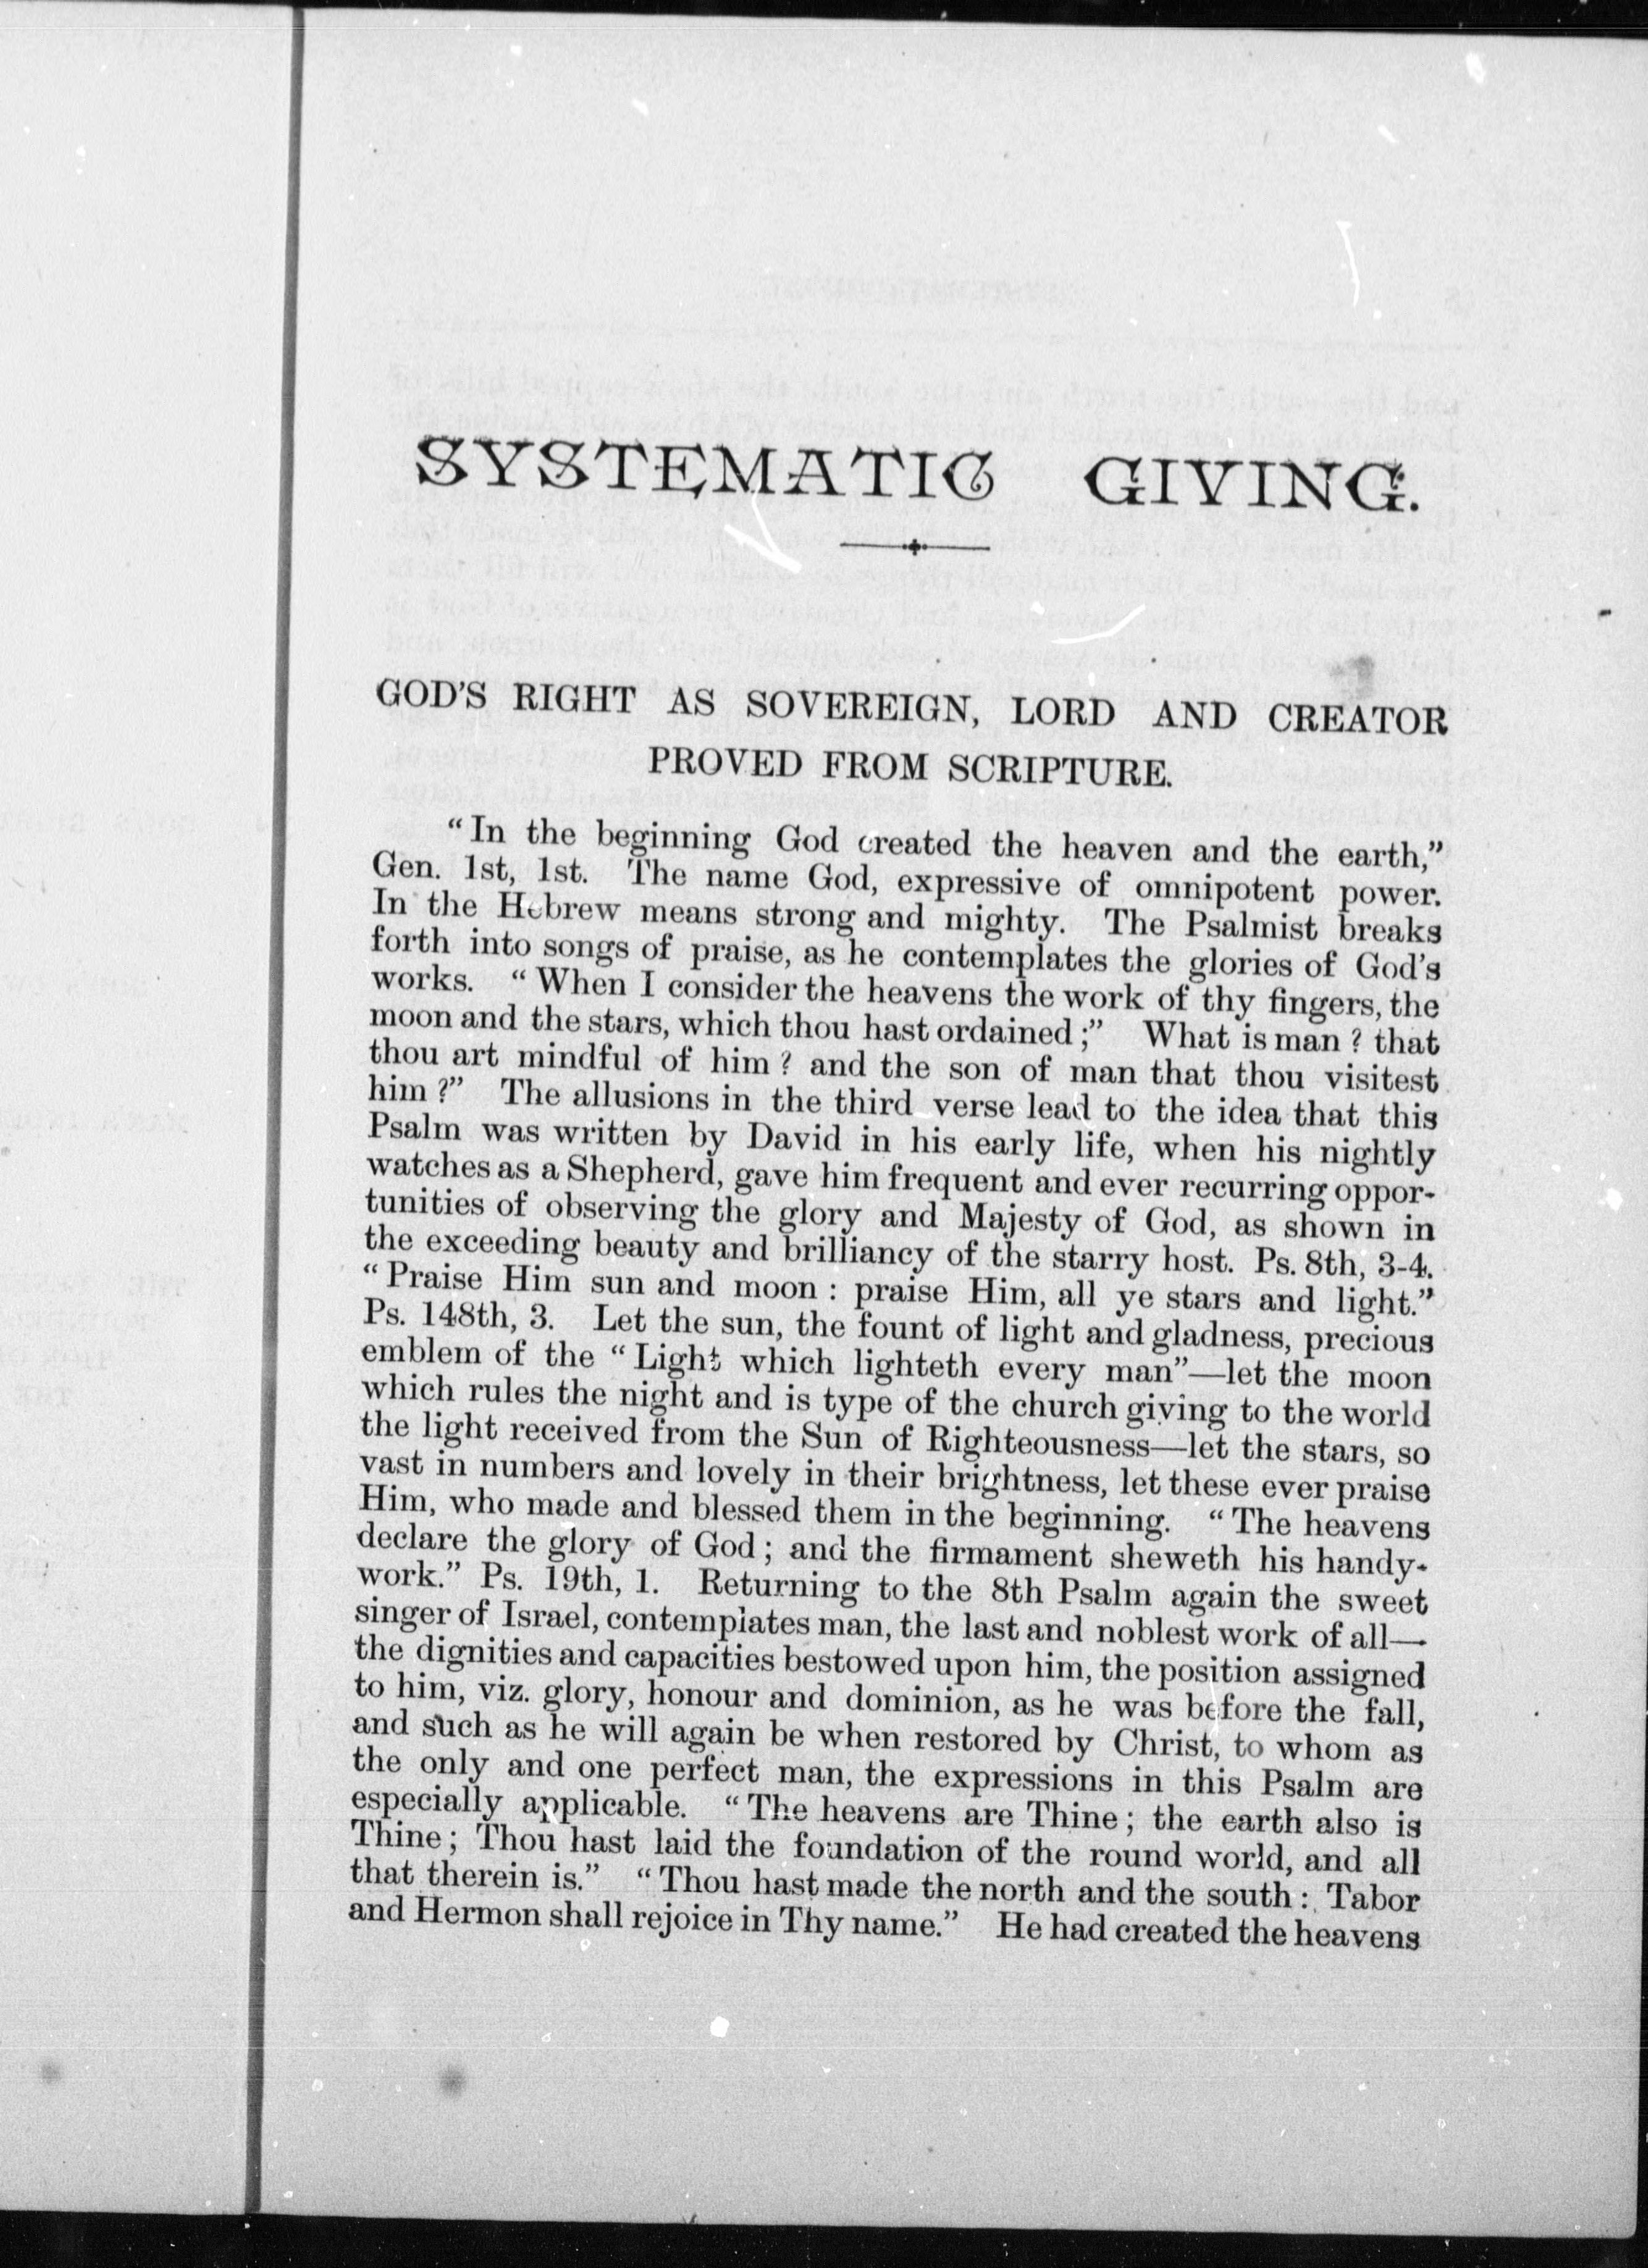 SYSTEMATIC GIVING.
GOD'S RIGHT AS SOVEREIGN, LORD AND CREATOR
PROVED FROM SCRIPTURE.
“In the beginning God created the heaven and the earth,”
Gen. 1st, 1st. The name God, expressive of omnipotent power.
In the Hebrew means strong and mighty. The Psalmist breaks
forth into songs of praise, as he contemplates the glories of God's
works. “When I consider the heavens the work of thy fingers, the
moon and the stars, which thou hast ordained;” What is man? that
thou art mindful of him? and the son of man that thou visitest
him?” The allusions in the third verse lead to the idea that this
Psalm was written by David in his early life, when his nightly
watches as a Shepherd, gave him frequent and ever recurring oppor-
tunities of observing the glory and Majesty of God, as shown in
the exceeding beauty and brilliancy of the starry host. Ps. 8th, 3-4.
“Praise Him sun and moon: praise Him, all ye stars and light.”
Ps. 148th, 3. Let the sun, the fount of light and gladness, precious
emblem of the “Light which lighteth every man”—let the moon
which rules the night and is type of the church giving to the world
the light received from the Sun of Righteousness—let the stars, so
vast in numbers and lovely in their brightness, let these ever praise
Him, who made and blessed them in the beginning. “The heavens
declare the glory of God; and the firmament sheweth his handy-
work.” Ps. 19th, 1. Returning to the 8th Psalm again the sweet
singer of Israel, contemplates man, the last and noblest work of all—
the dignities and capacities bestowed upon him, the position assigned
to him, viz. glory, honour and dominion, as he was before the fall,
and such as he will again be when restored by Christ, to whom as
the only and one perfect man, the expressions in this Psalm are
especially applicable. “The heavens are Thine; the earth also is
Thine; Thou hast laid the foundation of the round world, and all
that therein is.” “Thou hast made the north and the south: Tabor
and Hermon shall rejoice in Thy name.” He had created the heavens